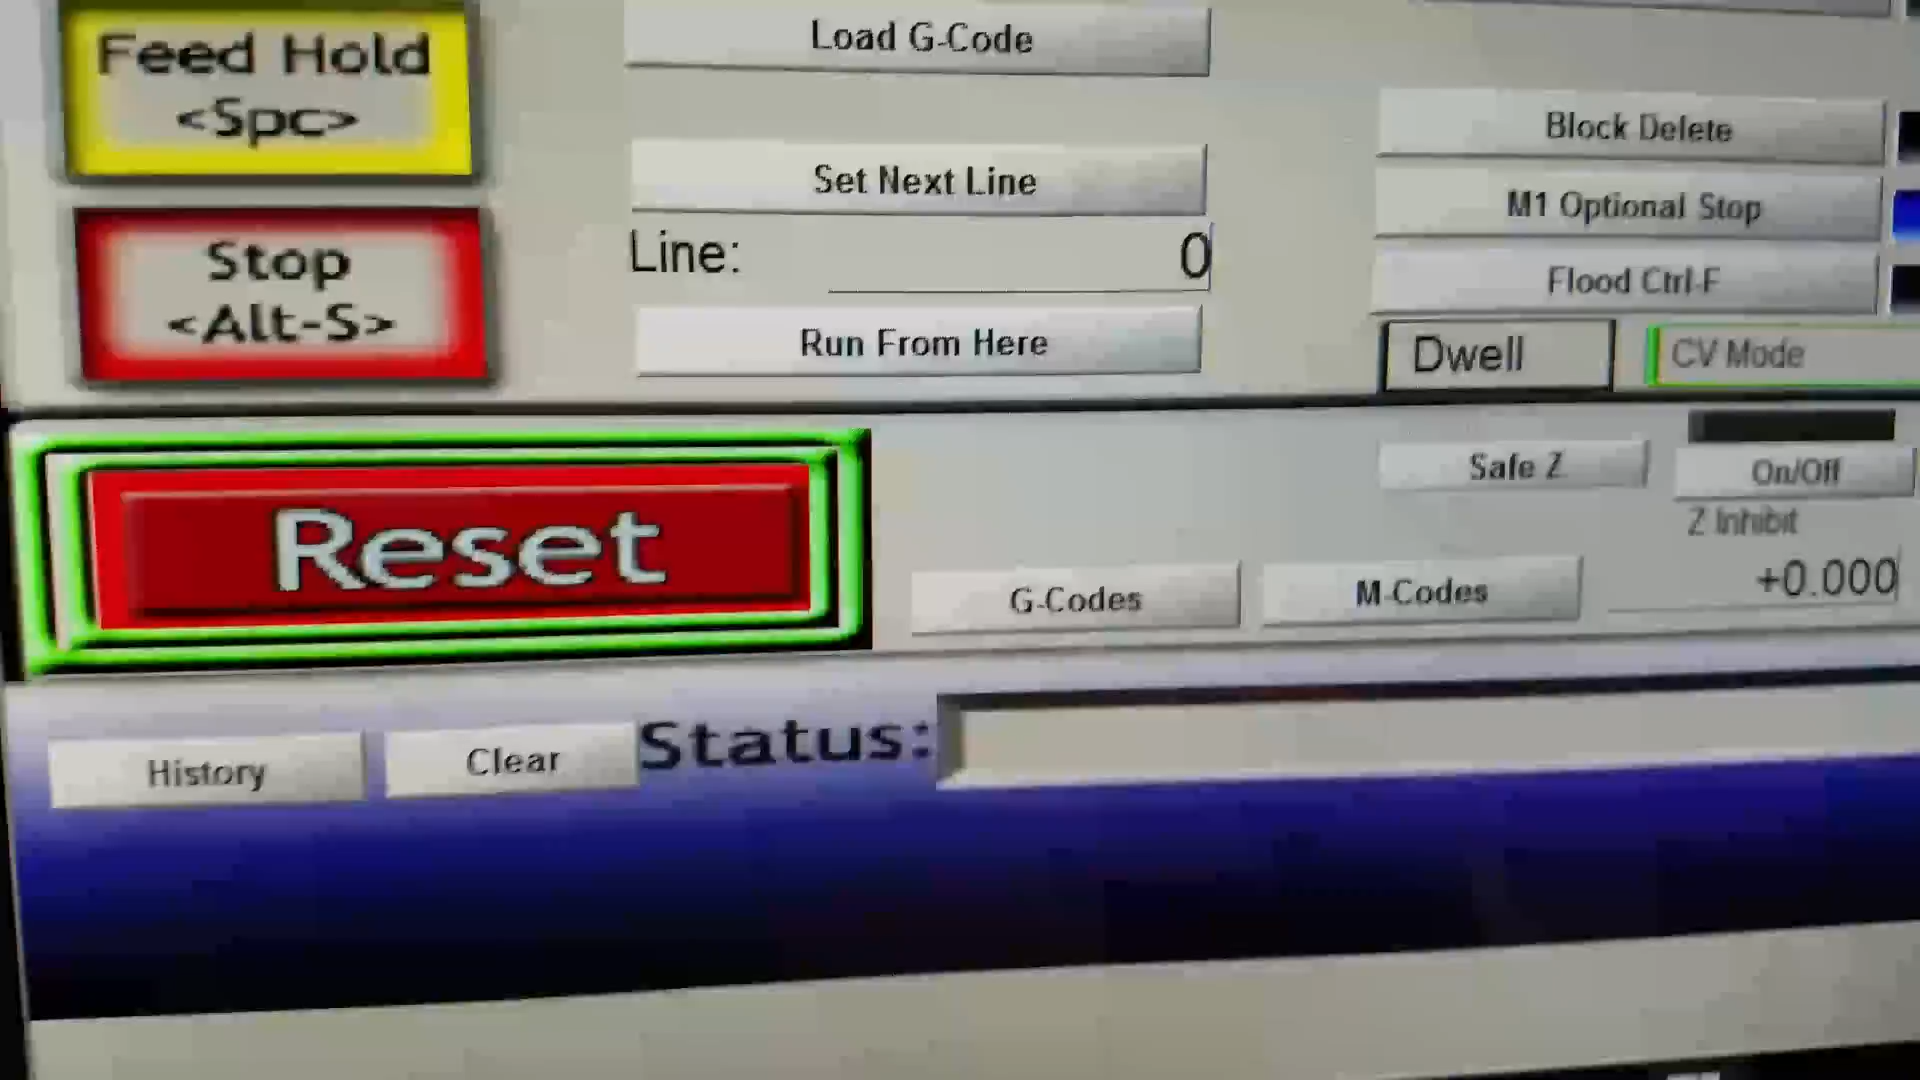 Feed Hold
<Spc>
Stop
<Alt-S>
Load G-Code
Set Next Line
Line: 0
Run From Here
Block Delete
M1 Optional Stop
Flood Ctrl-F
Dwell
CV Mode
Reset
G-Codes
M-Codes
Safe Z
On/Off
Z Inhibit
+0.000
History
Clear
Status: